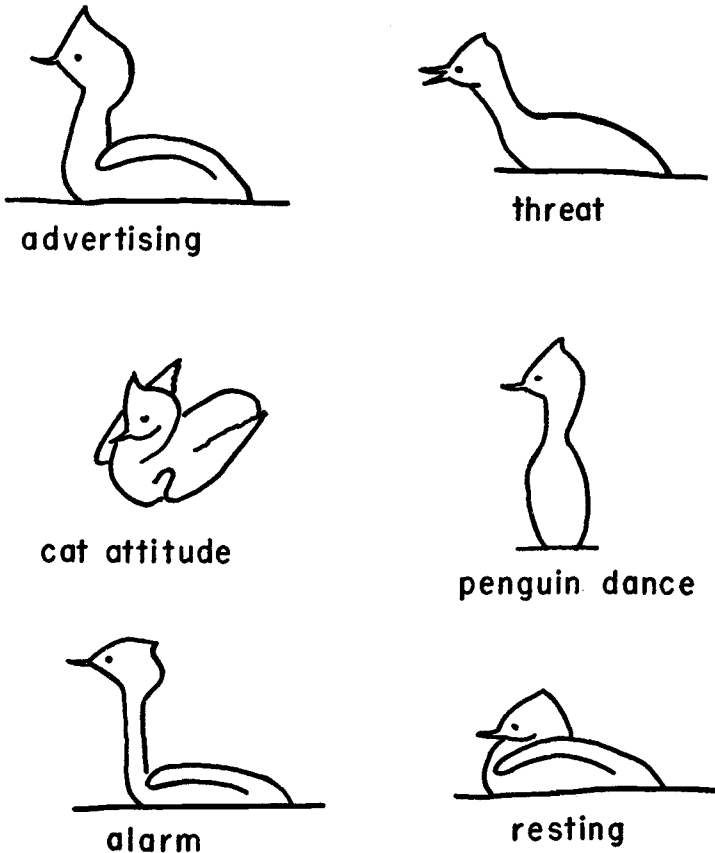 advertising
threat
cat attitude
penguin dance
alarm
resting